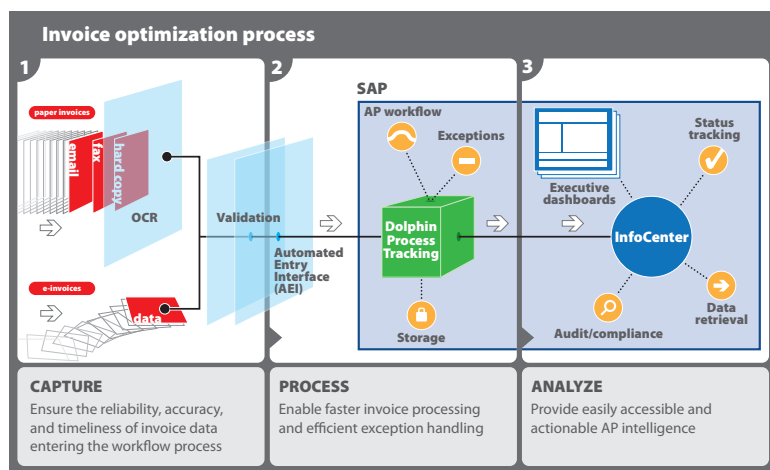 Invoice optimization process
1
2
3
paper invoices
email
fax
hard copy
OCR
e-invoices
data
Validation
Automated
Entry
Interface
(AEI)
SAP
AP workflow
Exceptions
Dolphin
Process
Tracking
Storage
Executive
dashboards
Status
tracking
InfoCenter
Audit/compliance
Data
retrieval
CAPTURE
Ensure the reliability, accuracy,
and timeliness of invoice data
entering the workflow process
PROCESS
Enable faster invoice processing
and efficient exception handling
ANALYZE
Provide easily accessible and
actionable AP intelligence